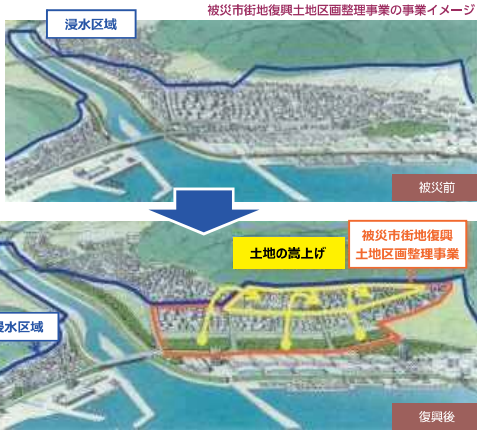 被災市街地復興土地区画整理事業の事業イメージ
浸水区域
被災前
土地の嵩上げ
被災市街地復興
土地区画整理事業
浸水区域
復興後